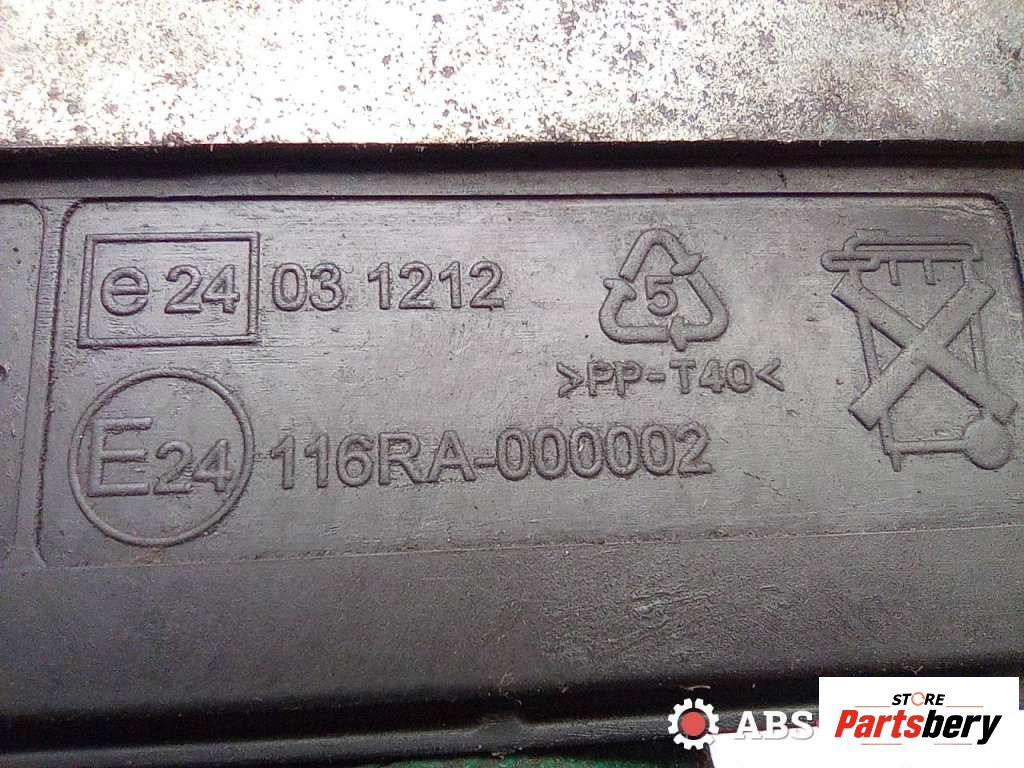 e24 03 1212
5
>PP-T40<
E24 116RA-000002
ABS
STORE
Partsbery